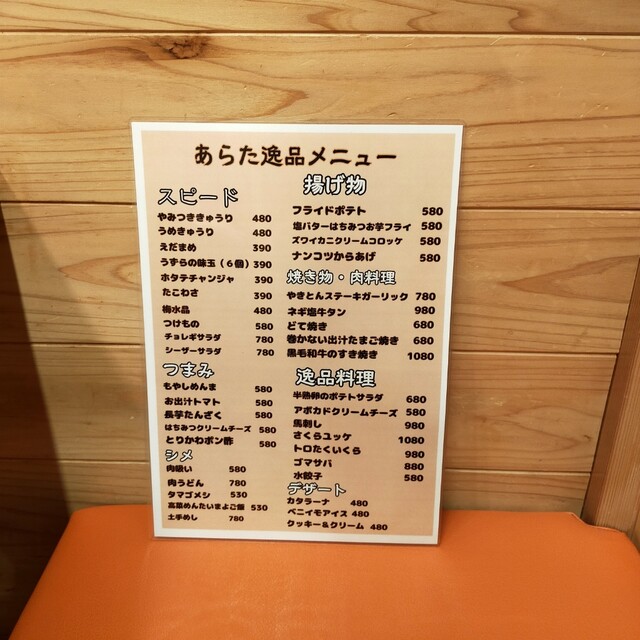 あらた逸品メニュー
スピード
やみつききゅうり 480
うめきゅうり 480
えだまめ 390
うずらの味玉(6個) 390
ホタテチャンジャ 390
たこわさ 390
梅水晶 480
つけもの 580
チョレギサラダ 780
シーザーサラダ 780
つまみ
もやしめんま 580
お出汁トマト 580
長芋たんざく 580
はちみつクリームチーズ 580
とりかわポン酢 580
シメ
肉吸い 580
肉うどん 780
タマゴメシ 530
高菜めんたいまよご飯 530
土手めし 780
揚げ物
フライドポテト 580
塩バターはちみつお芋フライ 580
ズワイカニクリームコロッケ 580
ナンコツからあげ 580
焼き物・肉料理
やきとんステーキガーリック 780
ネギ塩牛タン 980
どて焼き 680
巻かない出汁たまご焼き 680
黒毛和牛のすき焼き 1080
逸品料理
半熟卵のポテトサラダ 680
アボカドクリームチーズ 580
馬刺し 980
さくらユッケ 1080
トロたくいくら 980
ゴマサバ 880
水餃子 580
デザート
カタラーナ 480
ベニイモアイス 480
クッキー&クリーム 480